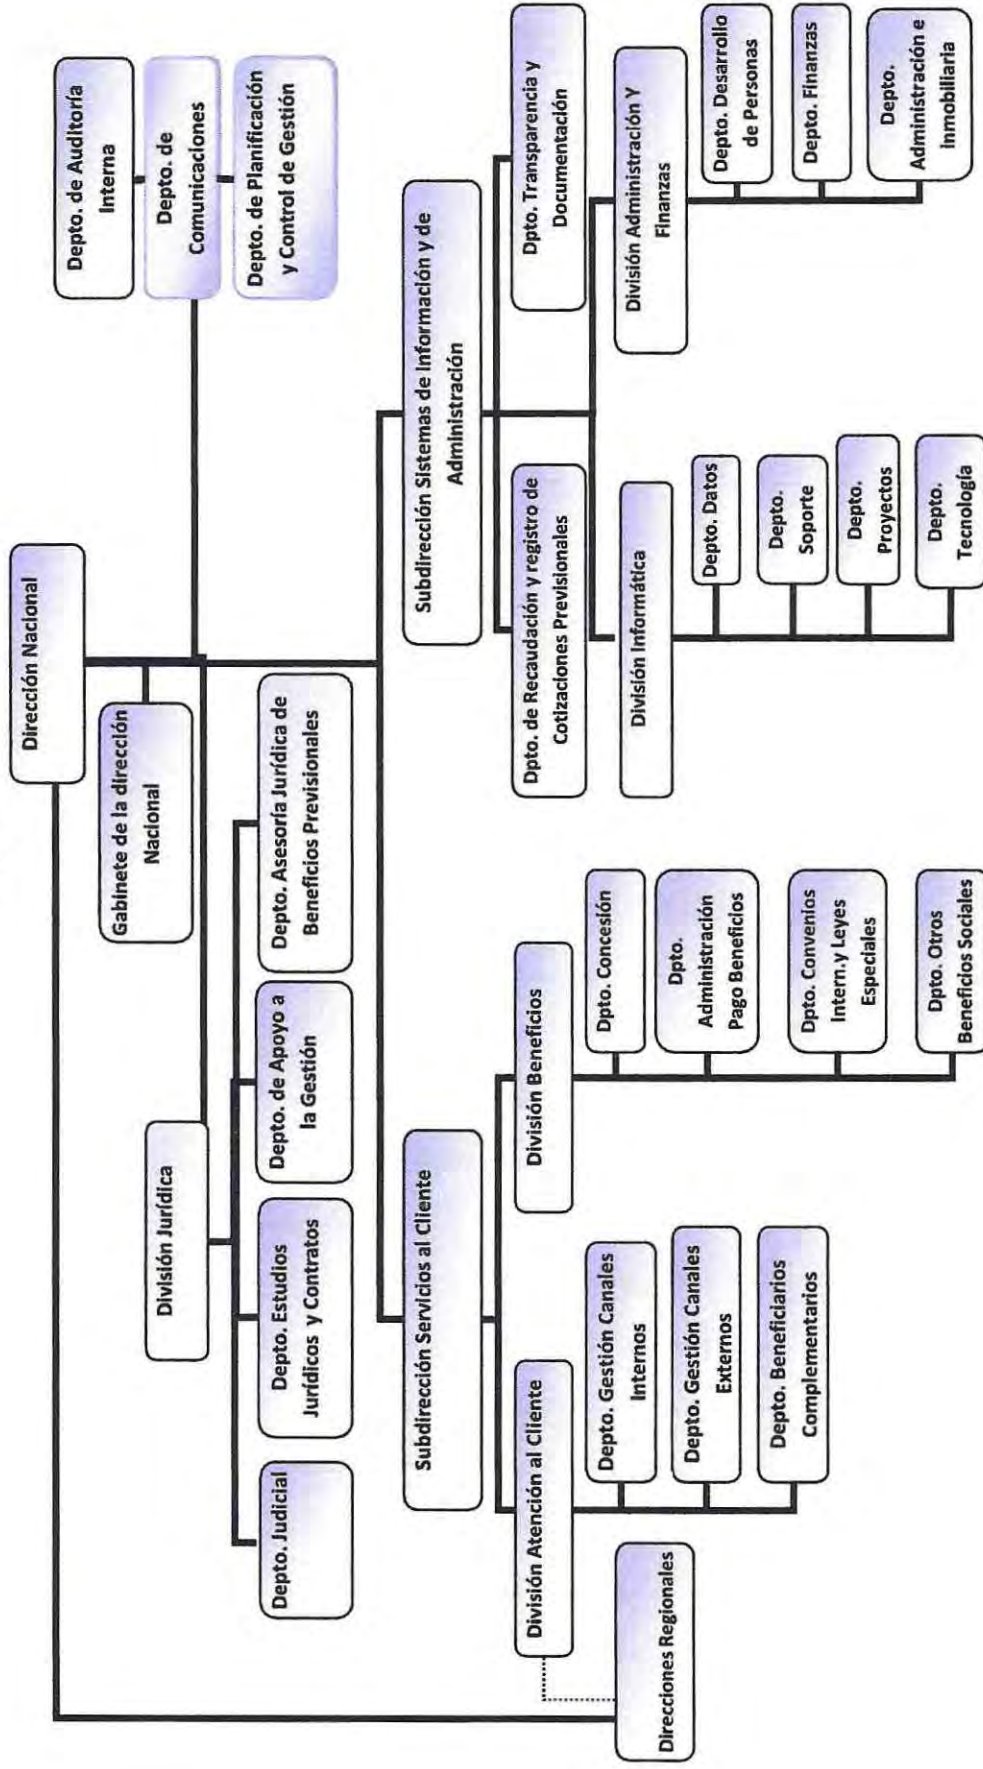 Dirección Nacional
Gabinete de la dirección
Nacional
Depto. de Auditoría
Interna
Depto. de
Comunicaciones
Depto. de Planificación
y Control de Gestión
División Jurídica
Depto. Judicial
Depto. Estudios
Jurídicos y Contratos
Depto. de Apoyo a
la Gestión
Depto. Asesoría Jurídica de
Beneficios Previsionales
Subdirección Servicios al Cliente
Subdirección Sistemas de Información y de
Administración
División Atención al Cliente
División Beneficios
Dpto. de Recaudación y registro de
Cotizaciones Previsionales
Dpto. Transparencia y
Documentación
Direcciones Regionales
Depto. Gestión Canales
Internos
Depto. Gestión Canales
Externos
Depto. Beneficiarios
Complementarios
Dpto. Concesión
Dpto.
Administración
Pago Beneficios
Dpto. Convenios
Intern.y Leyes
Especiales
Dpto. Otros
Beneficios Sociales
División Informática
Depto. Datos
Depto.
Soporte
Depto.
Proyectos
Depto.
Tecnología
División Administración Y
Finanzas
Depto. Desarrollo
de Personas
Depto. Finanzas
Depto.
Administración e
Inmobiliaria